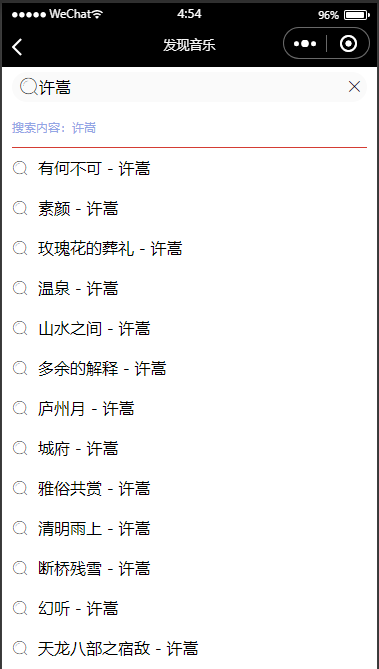 WeChat 4:54 96%
发现音乐
许嵩
搜索内容：许嵩
有何不可 - 许嵩
素颜 - 许嵩
玫瑰花的葬礼 - 许嵩
温泉 - 许嵩
山水之间 - 许嵩
多余的解释 - 许嵩
庐州月 - 许嵩
城府 - 许嵩
雅俗共赏 - 许嵩
清明雨上 - 许嵩
断桥残雪 - 许嵩
幻听 - 许嵩
天龙八部之宿敌 - 许嵩